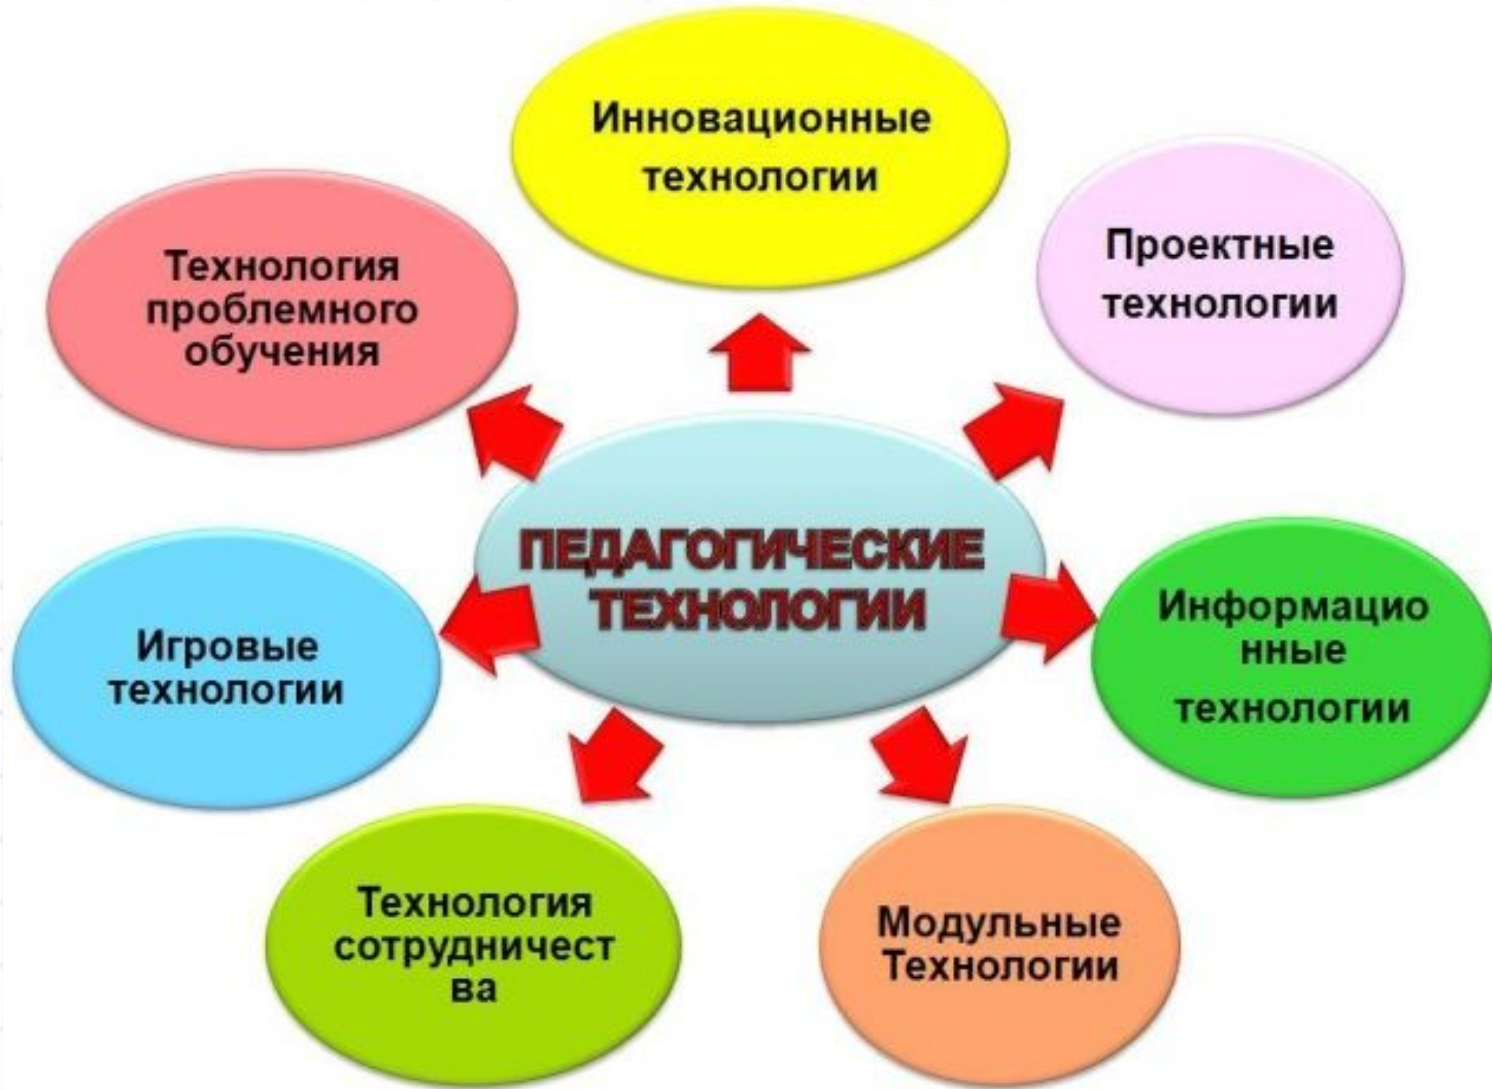 Инновационные
технологии
Проектные
технологии
Технология
проблемного
обучения
ПЕДАГОГИЧЕСКИЕ
ТЕХНОЛОГИИ
Информацио
нные
технологии
Игровые
технологии
Технология
сотрудничест
ва
Модульные
Технологии